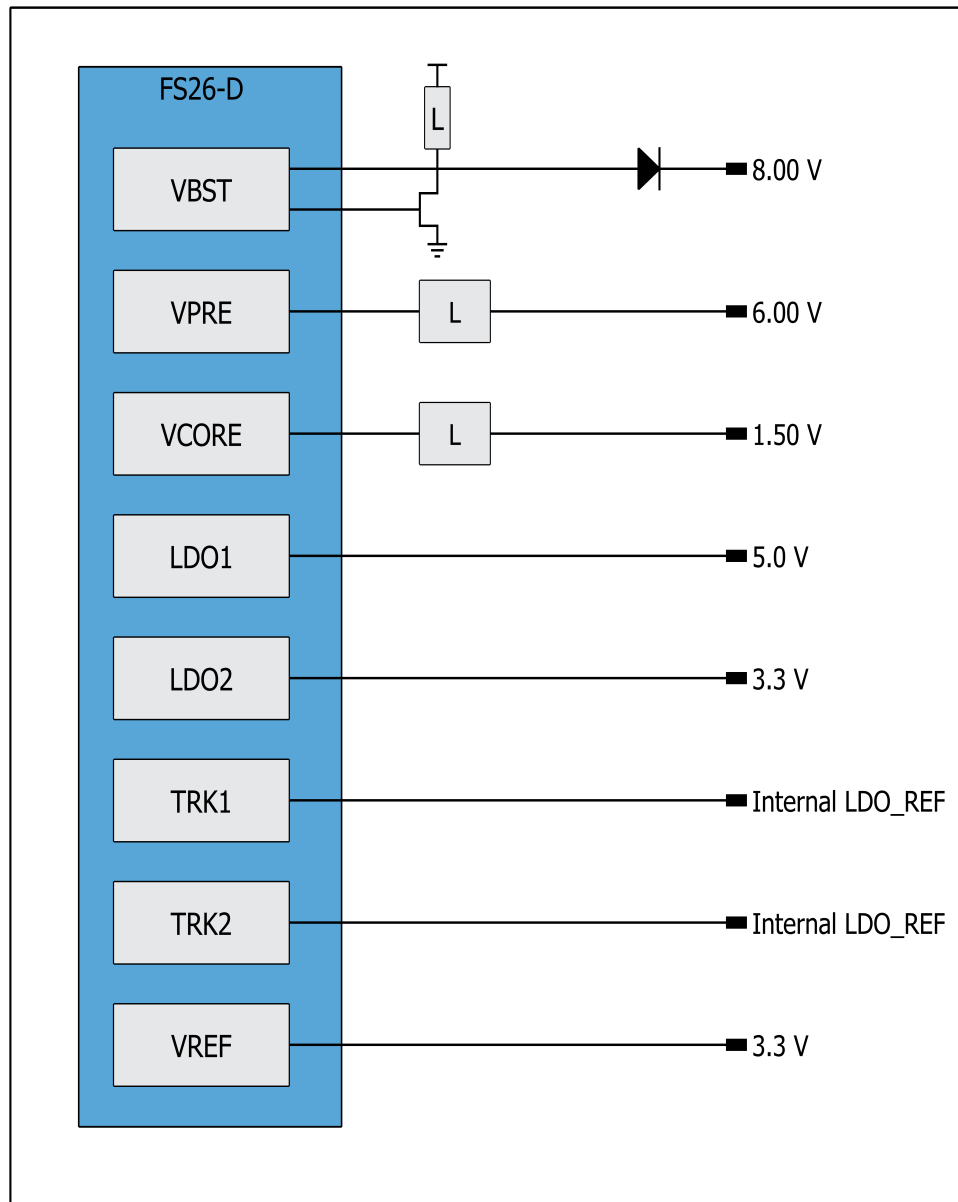 FS26-D
L
VBST
8.00 V
VPRE
L
6.00 V
VCORE
L
1.50 V
LDO1
5.0 V
LDO2
3.3 V
TRK1
Internal LDO_REF
TRK2
Internal LDO_REF
VREF
3.3 V